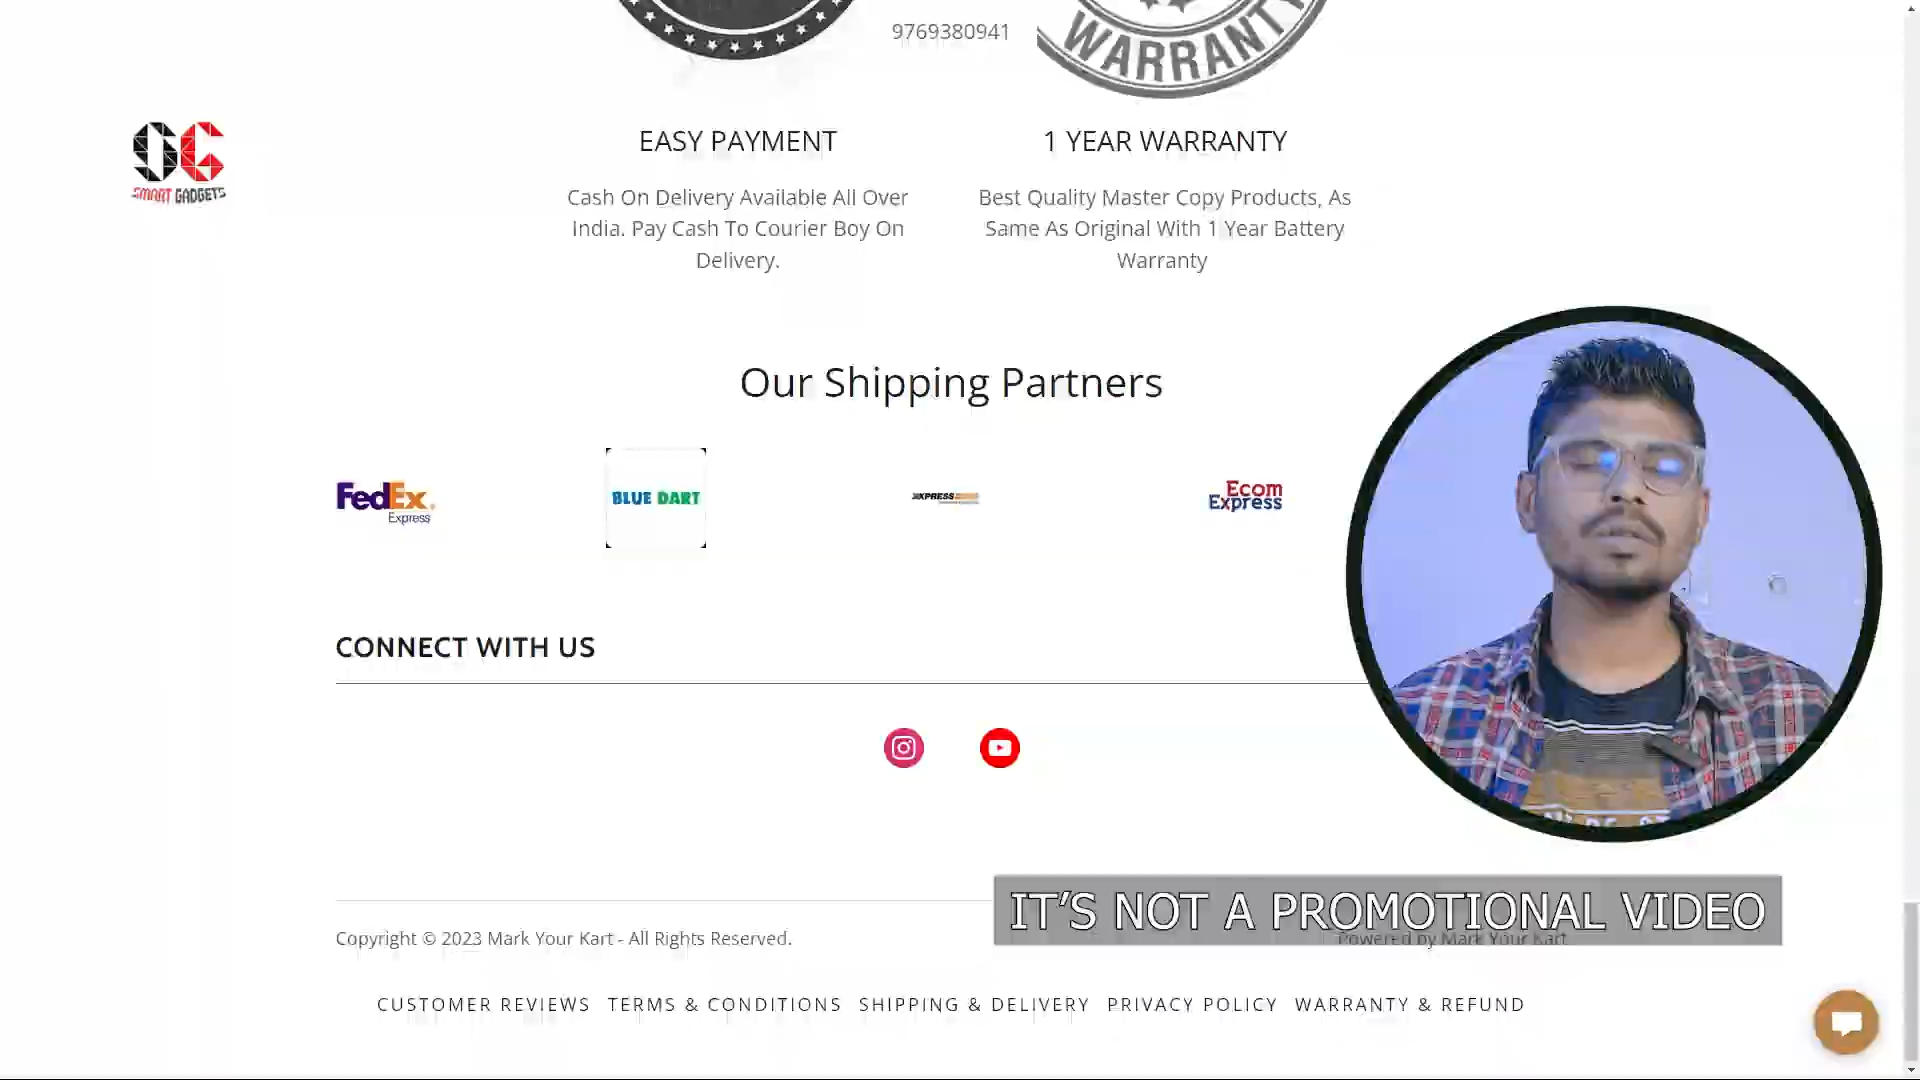 9769380941
WARRANTY
SMART GADGETS
EASY PAYMENT
1 YEAR WARRANTY
Cash On Delivery Available All Over
India. Pay Cash To Courier Boy On
Delivery.
Best Quality Master Copy Products, As
Same As Original With 1 Year Battery
Warranty
Our Shipping Partners
FedEx
Express
BLUE DART
XPRESSBEES
Ecom
Express
CONNECT WITH US
IT'S NOT A PROMOTIONAL VIDEO
Copyright © 2023 Mark Your Kart - All Rights Reserved.
Powered by Mark Your Kart
CUSTOMER REVIEWS TERMS & CONDITIONS SHIPPING & DELIVERY PRIVACY POLICY WARRANTY & REFUND